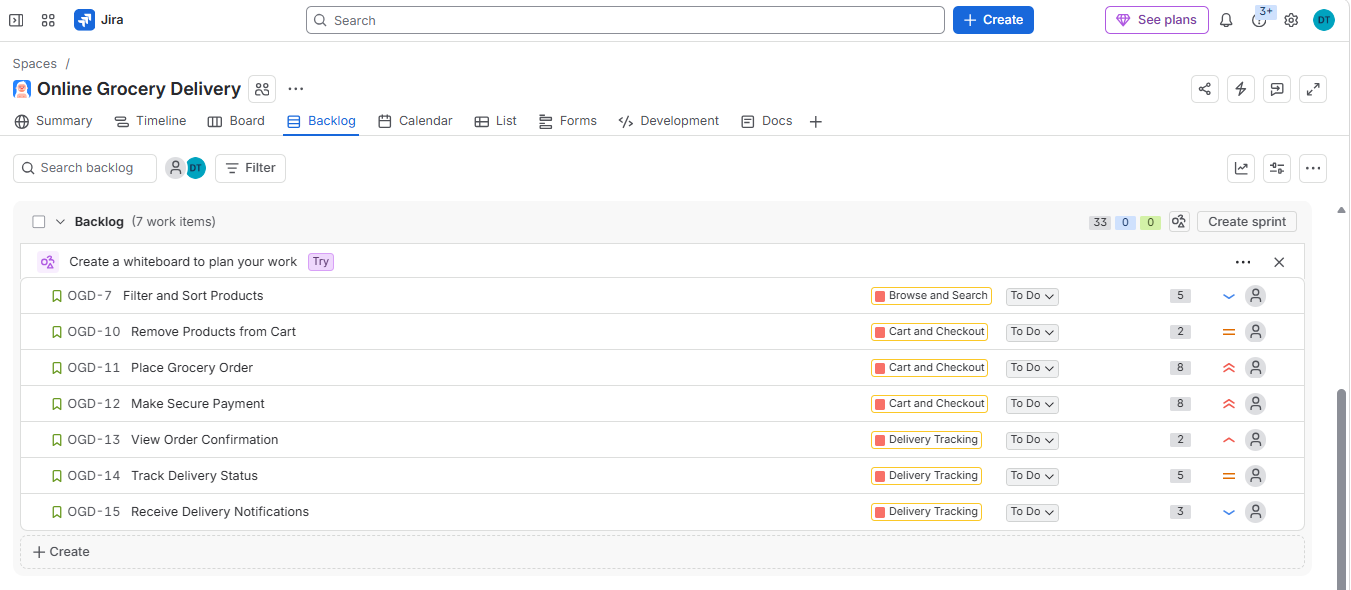 Jira
Search
+ Create
See plans
3+
DT
Spaces /
Online Grocery Delivery
Summary Timeline Board Backlog Calendar List Forms Development Docs
Search backlog DT Filter
Backlog (7 work items) 33 0 0 Create sprint
Create a whiteboard to plan your work Try
OGD-7 Filter and Sort Products Browse and Search To Do 5
OGD-10 Remove Products from Cart Cart and Checkout To Do 2
OGD-11 Place Grocery Order Cart and Checkout To Do 8
OGD-12 Make Secure Payment Cart and Checkout To Do 8
OGD-13 View Order Confirmation Delivery Tracking To Do 2
OGD-14 Track Delivery Status Delivery Tracking To Do 5
OGD-15 Receive Delivery Notifications Delivery Tracking To Do 3
+ Create